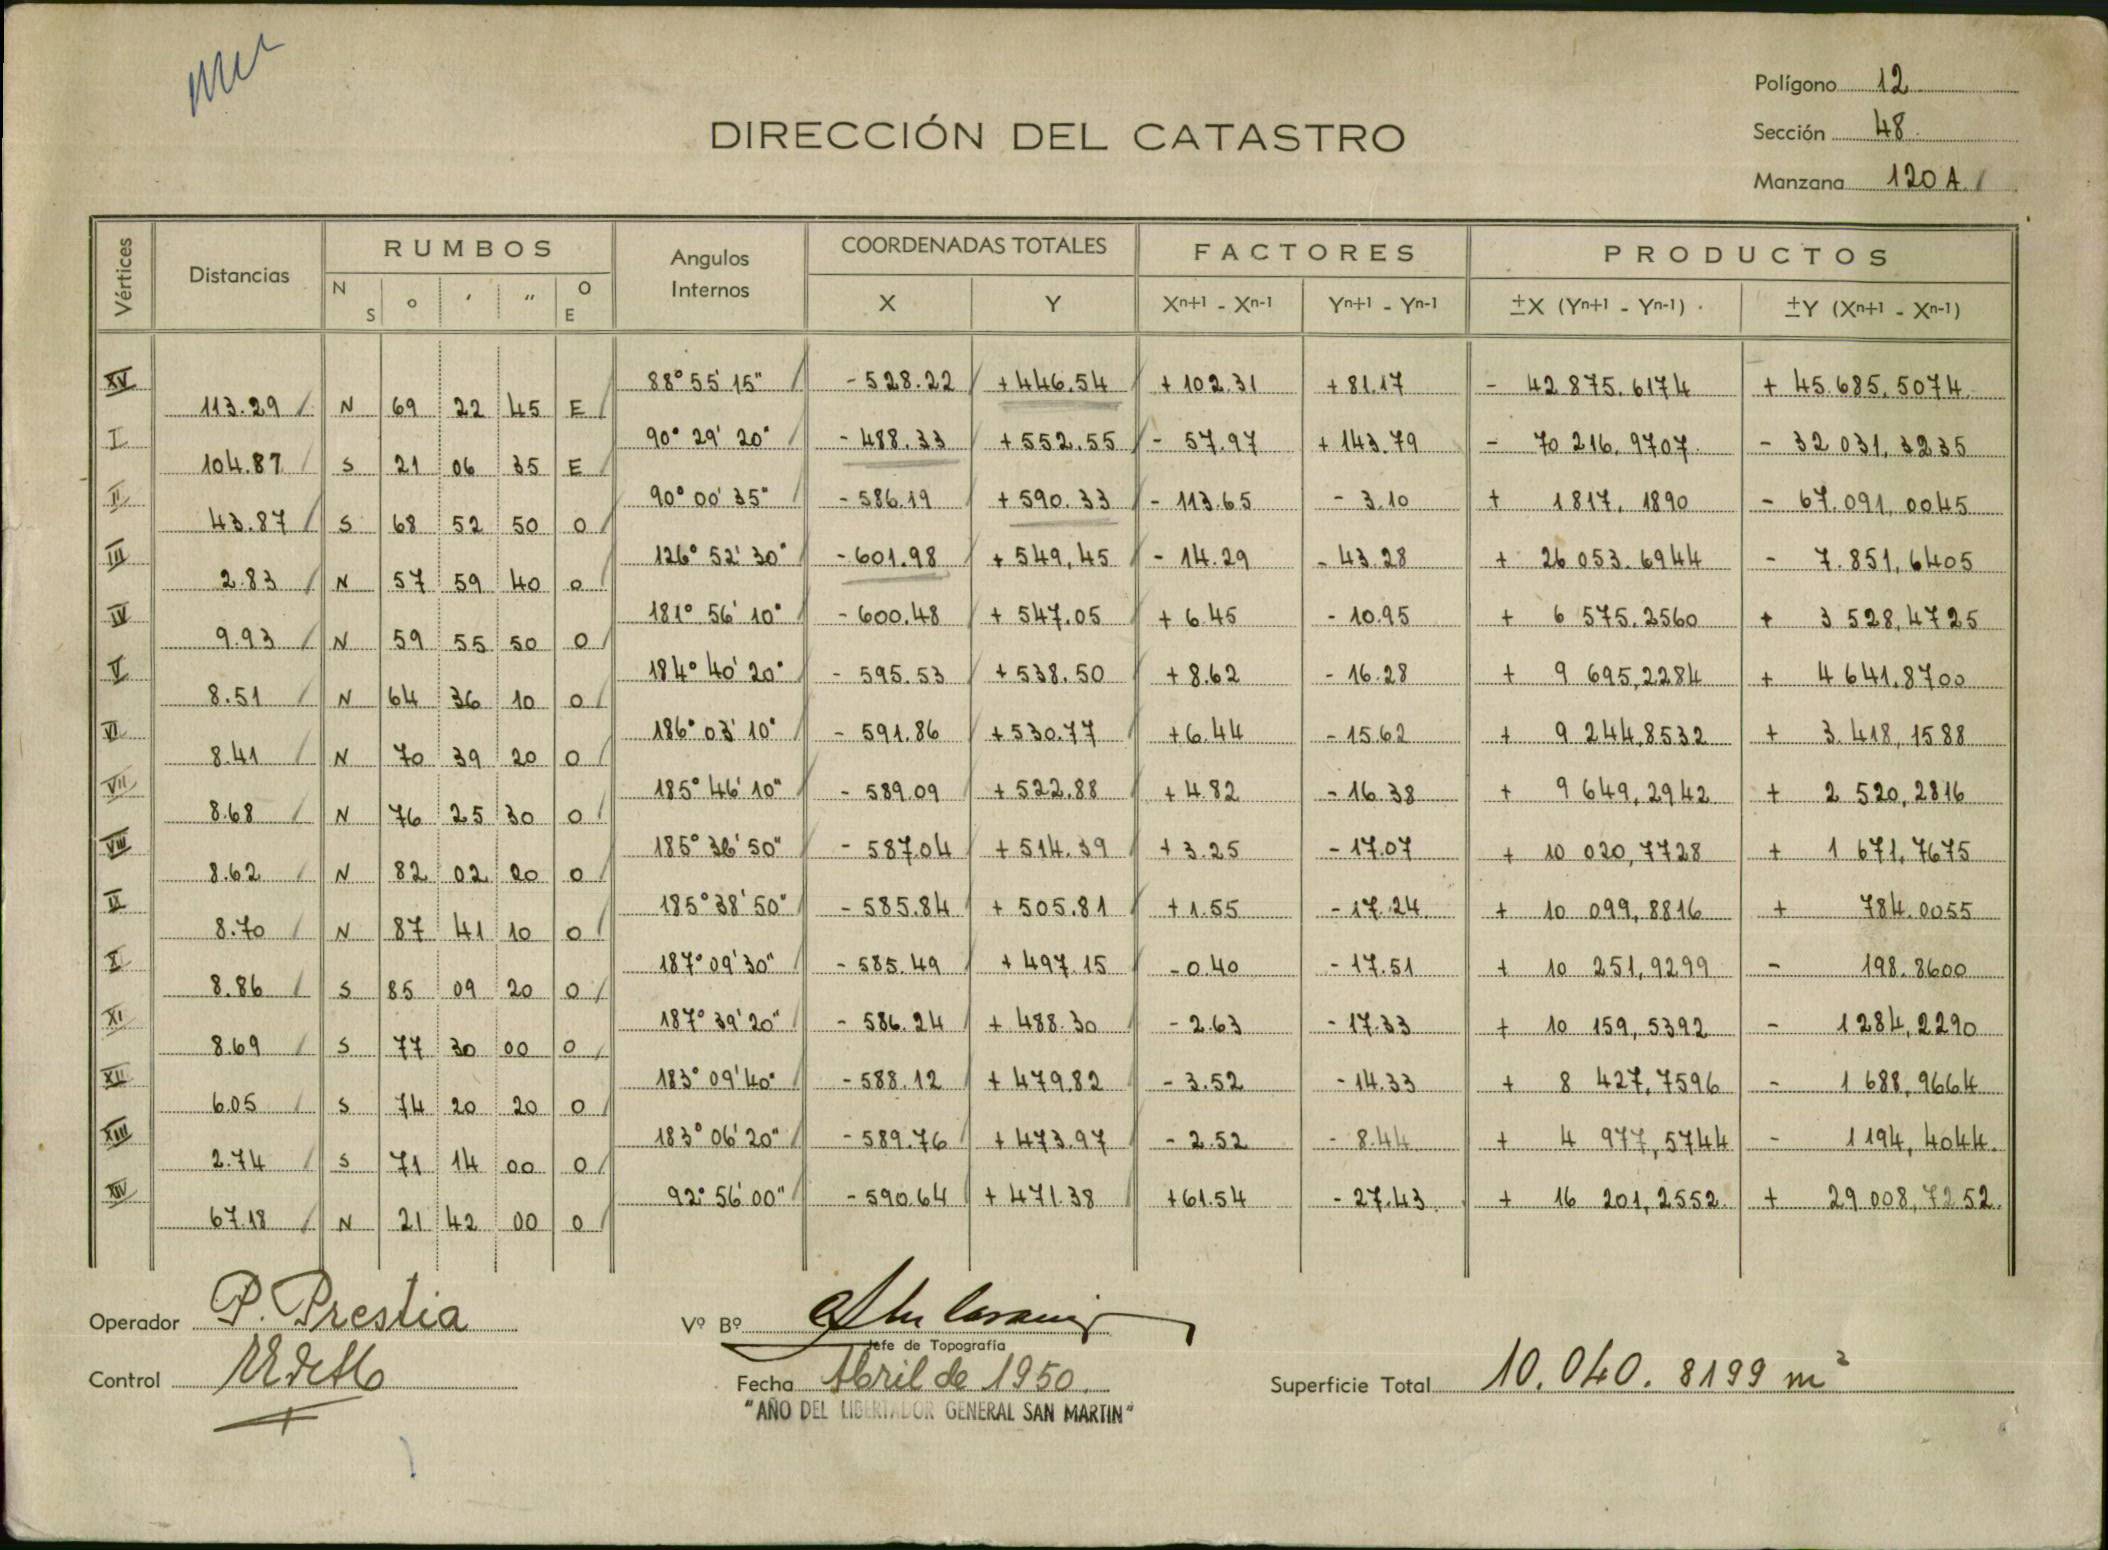 Polígono 12
DIRECCIÓN DEL CATASTRO
Sección 48
Manzana 120 A
Vértices Distancias RUMBOS Angulos Internos COORDENADAS TOTALES FACTORES PRODUCTOS
N S ° ′ ″ O E X Y Xn+1 - Xn-1 Yn+1 - Yn-1 ±X (Yn+1 - Yn-1) ±Y (Xn+1 - Xn-1)
XV 88° 55' 15" - 528.22 + 446.54 + 102.31 + 81.17 - 42 875.6174 + 45.685,5074
113.29 N 69 22 45 E
I 90° 29' 20" - 488.33 + 552.55 - 57.97 + 143.79 - 70 216.9707 - 32 031,3235
104.87 S 21 06 35 E
II 90° 00' 35" - 586.19 + 590.33 - 113.65 - 3.10 + 1817,1890 - 67.091,0045
43.87 S 68 52 50 O
III 126° 52' 30" - 601.98 + 549,45 - 14.29 - 43.28 + 26 053.6944 - 7.851,6405
2.83 N 57 59 40 O
IV 181° 56' 10" - 600.48 + 547.05 + 6.45 - 10.95 + 6 575.2560 + 3 528,4725
9.93 N 59 55 50 O
V 184° 40' 20" - 595.53 + 538.50 + 8.62 - 16.28 + 9 695,2284 + 4 641.8700
8.51 N 64 36 10 O
VI 186° 03' 10" - 591.86 + 530.77 + 6.44 - 15.62 + 9 244,8532 + 3.418,1588
8.41 N 70 39 20 O
VII 185° 46' 10" - 589.09 + 522.88 + 4.82 - 16.38 + 9 649,2942 + 2 520,2816
8.68 N 76 25 30 O
VIII 185° 36' 50" - 587.04 + 514.39 + 3.25 - 17.07 + 10 020,7728 + 1 671,7675
8.62 N 82 02 20 O
IX 185° 38' 50" - 585.84 + 505.81 + 1.55 - 17.24 + 10 099,8816 + 784.0055
8.70 N 87 41 10 O
X 187° 09' 30" - 585.49 + 497.15 - 0.40 - 17.51 + 10 251,9299 - 198.8600
8.86 S 85 09 20 O
XI 187° 39' 20" - 586.24 + 488.30 - 2.63 - 17.33 + 10 159,5392 - 1284,2290
8.69 S 77 30 00 O
XII 183° 09' 40" - 588.12 + 479.82 - 3.52 - 14.33 + 8 427,7596 - 1 688,9664
6.05 S 74 20 20 O
XIII 183° 06' 20" - 589.76 + 473.97 - 2.52 - 8.44 + 4 977,5744 - 1194,4044
2.74 S 71 14 00 O
XIV 92° 56' 00" - 590.64 + 471.38 + 61.54 - 27.43 + 16 201,2552 + 29 008,7252
67.18 N 21 42 00 O
Operador P. Prestia
Vº Bº
Jefe de Topografía
Control
Fecha Abril de 1950
Superficie Total 10.040.8199 m²
"AÑO DEL LIBERTADOR GENERAL SAN MARTIN"